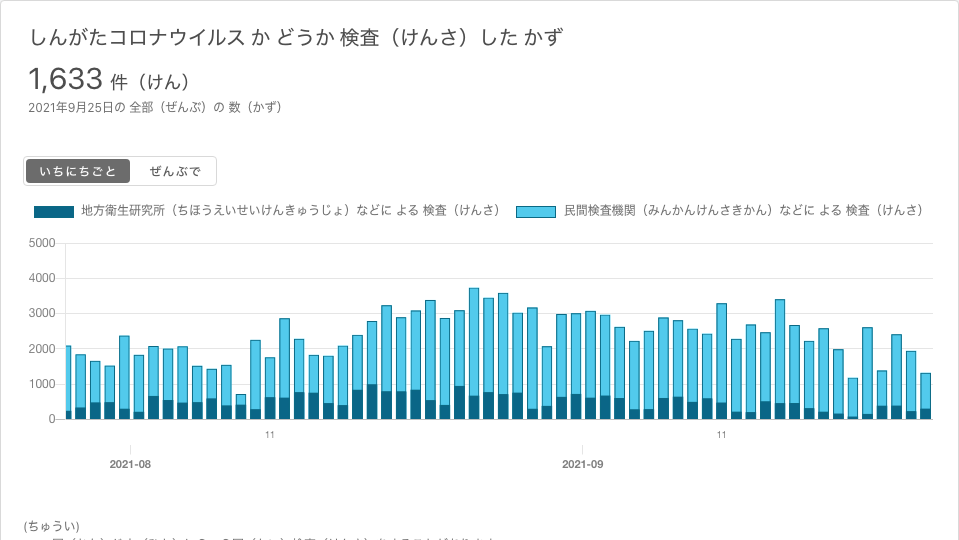 しんがたコロナウイルス か どうか 検査（けんさ）した かず
1,633 件（けん）
2021年9月25日の 全部（ぜんぶ）の 数（かず）
いちにちごと ぜんぶで
地方衛生研究所（ちほうえいせいけんきゅうじょ）などに よる 検査（けんさ） 民間検査機関（みんかんけんさきかん）などに よる 検査（けんさ）
5000
4000
3000
2000
1000
0
11 11
2021-08 2021-09
(ちゅうい)